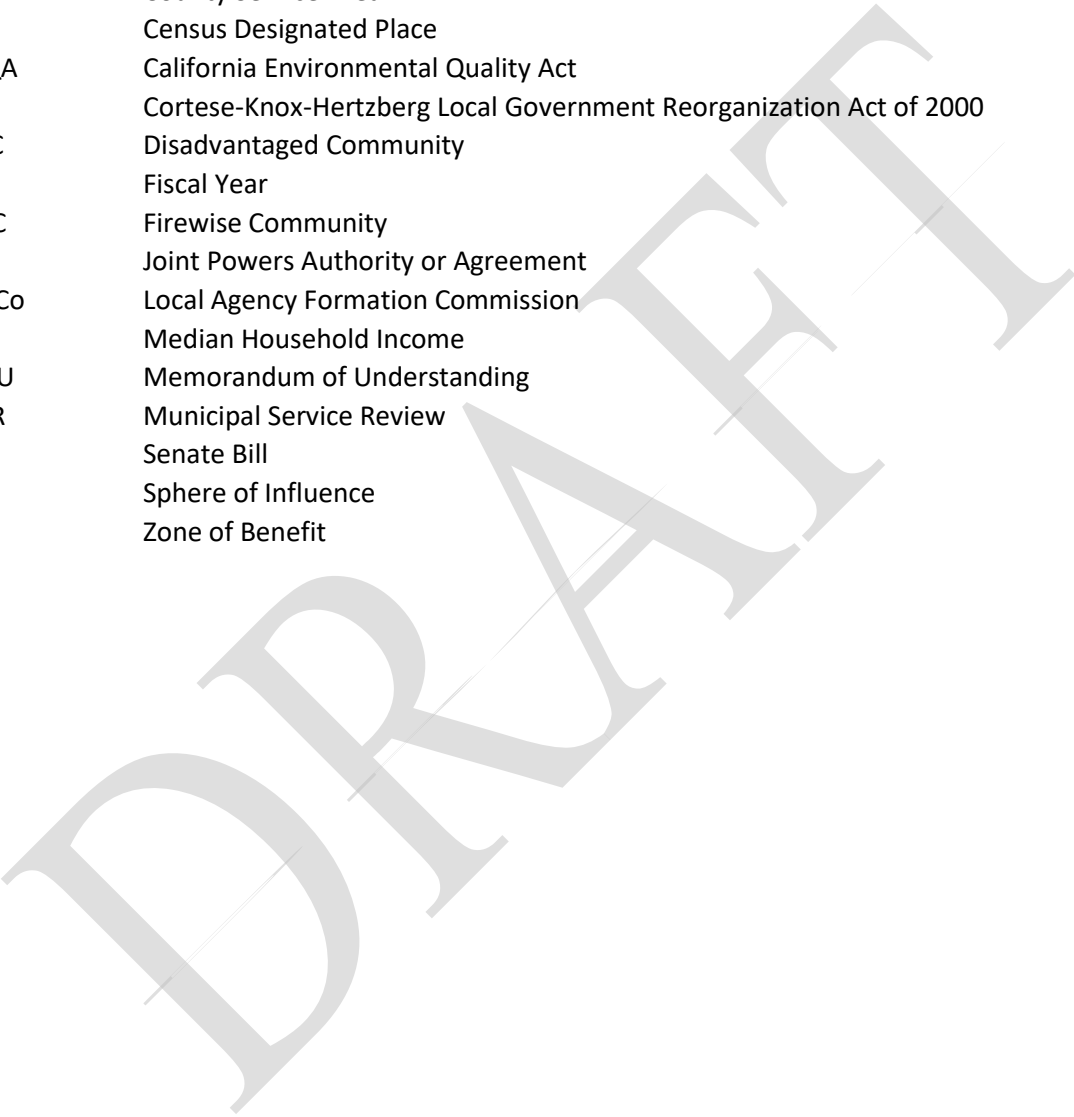 Census Designated Place
A California Environmental Quality Act
Cortese-Knox-Hertzberg Local Government Reorganization Act of 2000
C Disadvantaged Community
Fiscal Year
C Firewise Community
Joint Powers Authority or Agreement
Co Local Agency Formation Commission
Median Household Income
U Memorandum of Understanding
R Municipal Service Review
Senate Bill
Sphere of Influence
Zone of Benefit
DRAFT